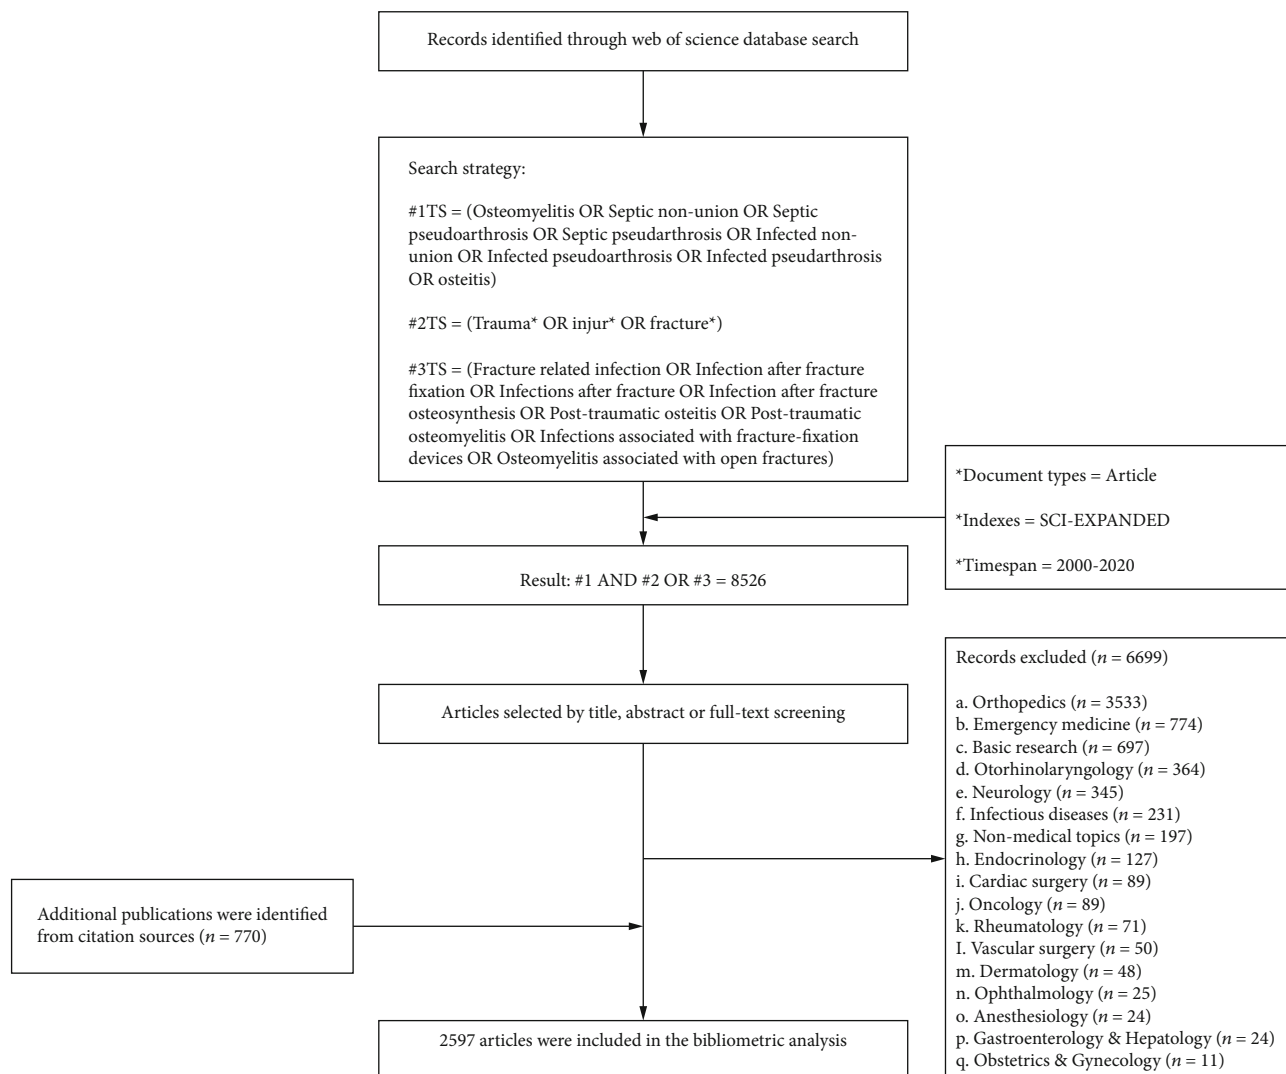 Records identified through web of science database search
Search strategy:
#1TS = (Osteomyelitis OR Septic non-union OR Septic
pseudoarthrosis OR Septic pseudarthrosis OR Infected non-
union OR Infected pseudoarthrosis OR Infected pseudarthrosis
OR osteitis)
#2TS = (Trauma* OR injur* OR fracture*)
#3TS = (Fracture related infection OR Infection after fracture
fixation OR Infections after fracture OR Infection after fracture
osteosynthesis OR Post-traumatic osteitis OR Post-traumatic
osteomyelitis OR Infections associated with fracture-fixation
devices OR Osteomyelitis associated with open fractures)
*Document types = Article
*Indexes = SCI-EXPANDED
*Timespan = 2000-2020
Result: #1 AND #2 OR #3 = 8526
Articles selected by title, abstract or full-text screening
Records excluded (n = 6699)
a. Orthopedics (n = 3533)
b. Emergency medicine (n = 774)
c. Basic research (n = 697)
d. Otorhinolaryngology (n = 364)
e. Neurology (n = 345)
f. Infectious diseases (n = 231)
g. Non-medical topics (n = 197)
h. Endocrinology (n = 127)
i. Cardiac surgery (n = 89)
j. Oncology (n = 89)
k. Rheumatology (n = 71)
I. Vascular surgery (n = 50)
m. Dermatology (n = 48)
n. Ophthalmology (n = 25)
o. Anesthesiology (n = 24)
p. Gastroenterology & Hepatology (n = 24)
q. Obstetrics & Gynecology (n = 11)
Additional publications were identified
from citation sources (n = 770)
2597 articles were included in the bibliometric analysis